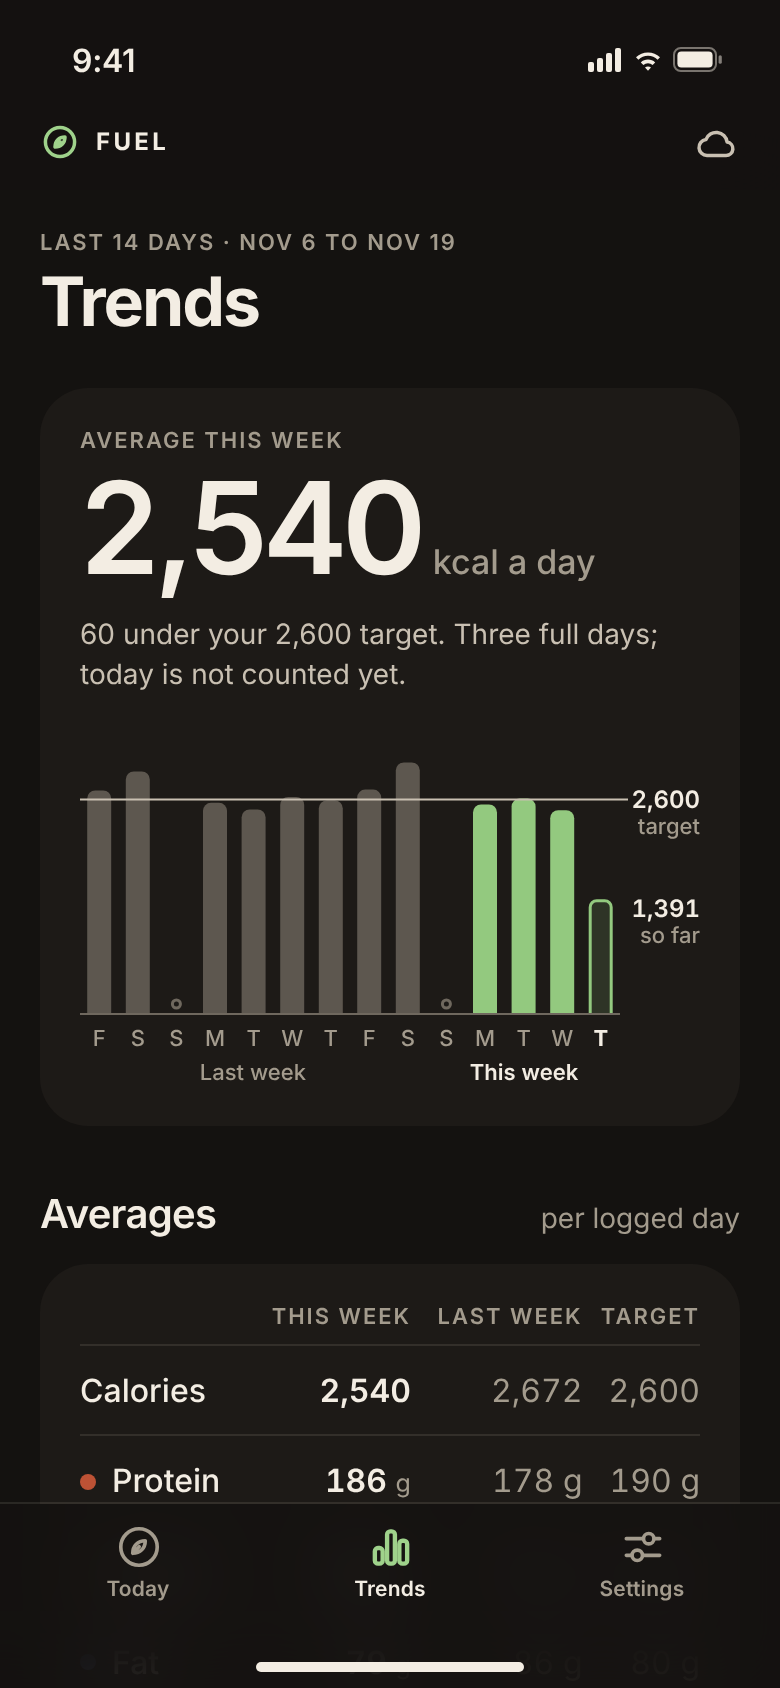 9:41
FUEL
LAST 14 DAYS · NOV 6 TO NOV 19
Trends
AVERAGE THIS WEEK
2,540 kcal a day
60 under your 2,600 target. Three full days;
today is not counted yet.
2,600
target
1,391
so far
F S S M T W T F S S M T W T
Last week This week
Averages per logged day
THIS WEEK LAST WEEK TARGET
Calories 2,540 2,672 2,600
Protein 186 g 178 g 190 g
Today Trends Settings
Fat 80 g